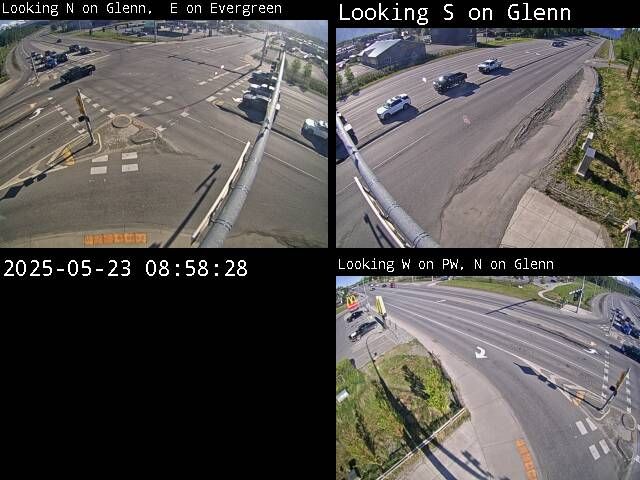 Looking N on Glenn,  E on Evergreen
Looking S on Glenn
2025-05-23 08:58:28
Looking W on PW, N on Glenn